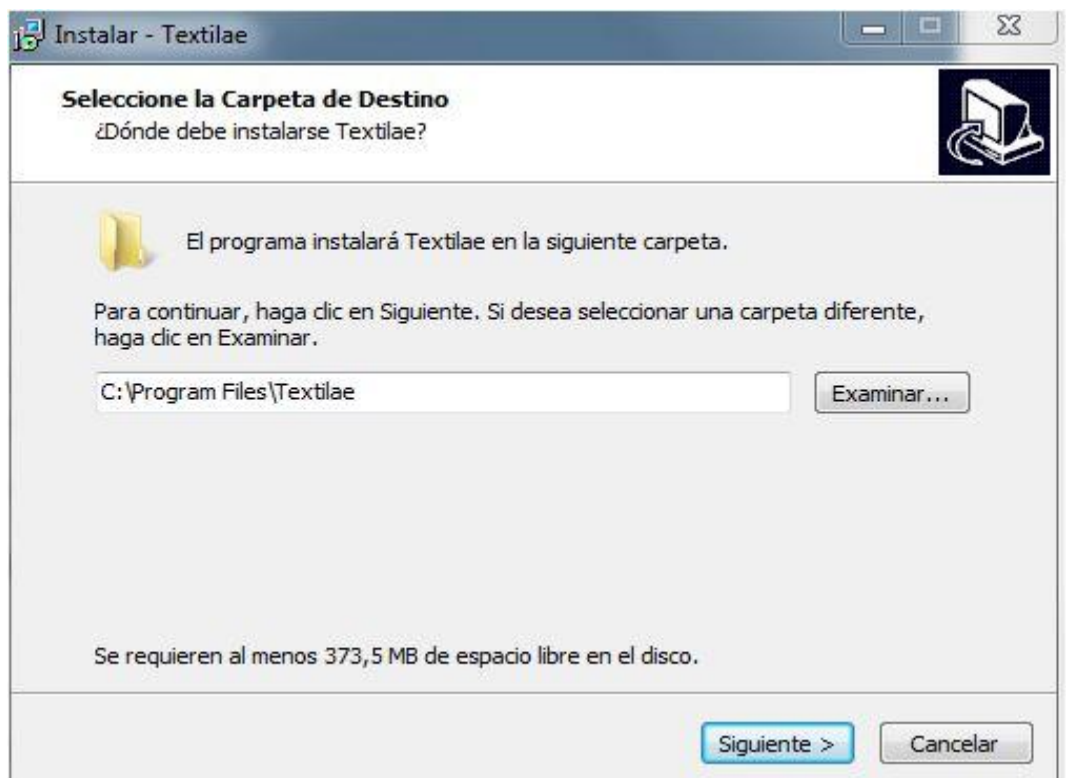 Instalar - Textilae
Seleccione la Carpeta de Destino
¿Dónde debe instalarse Textilae?
El programa instalará Textilae en la siguiente carpeta.
Para continuar, haga clic en Siguiente. Si desea seleccionar una carpeta diferente,
haga clic en Examinar.
C:\Program Files\Textilae
Examinar...
Se requieren al menos 373,5 MB de espacio libre en el disco.
Siguiente >
Cancelar